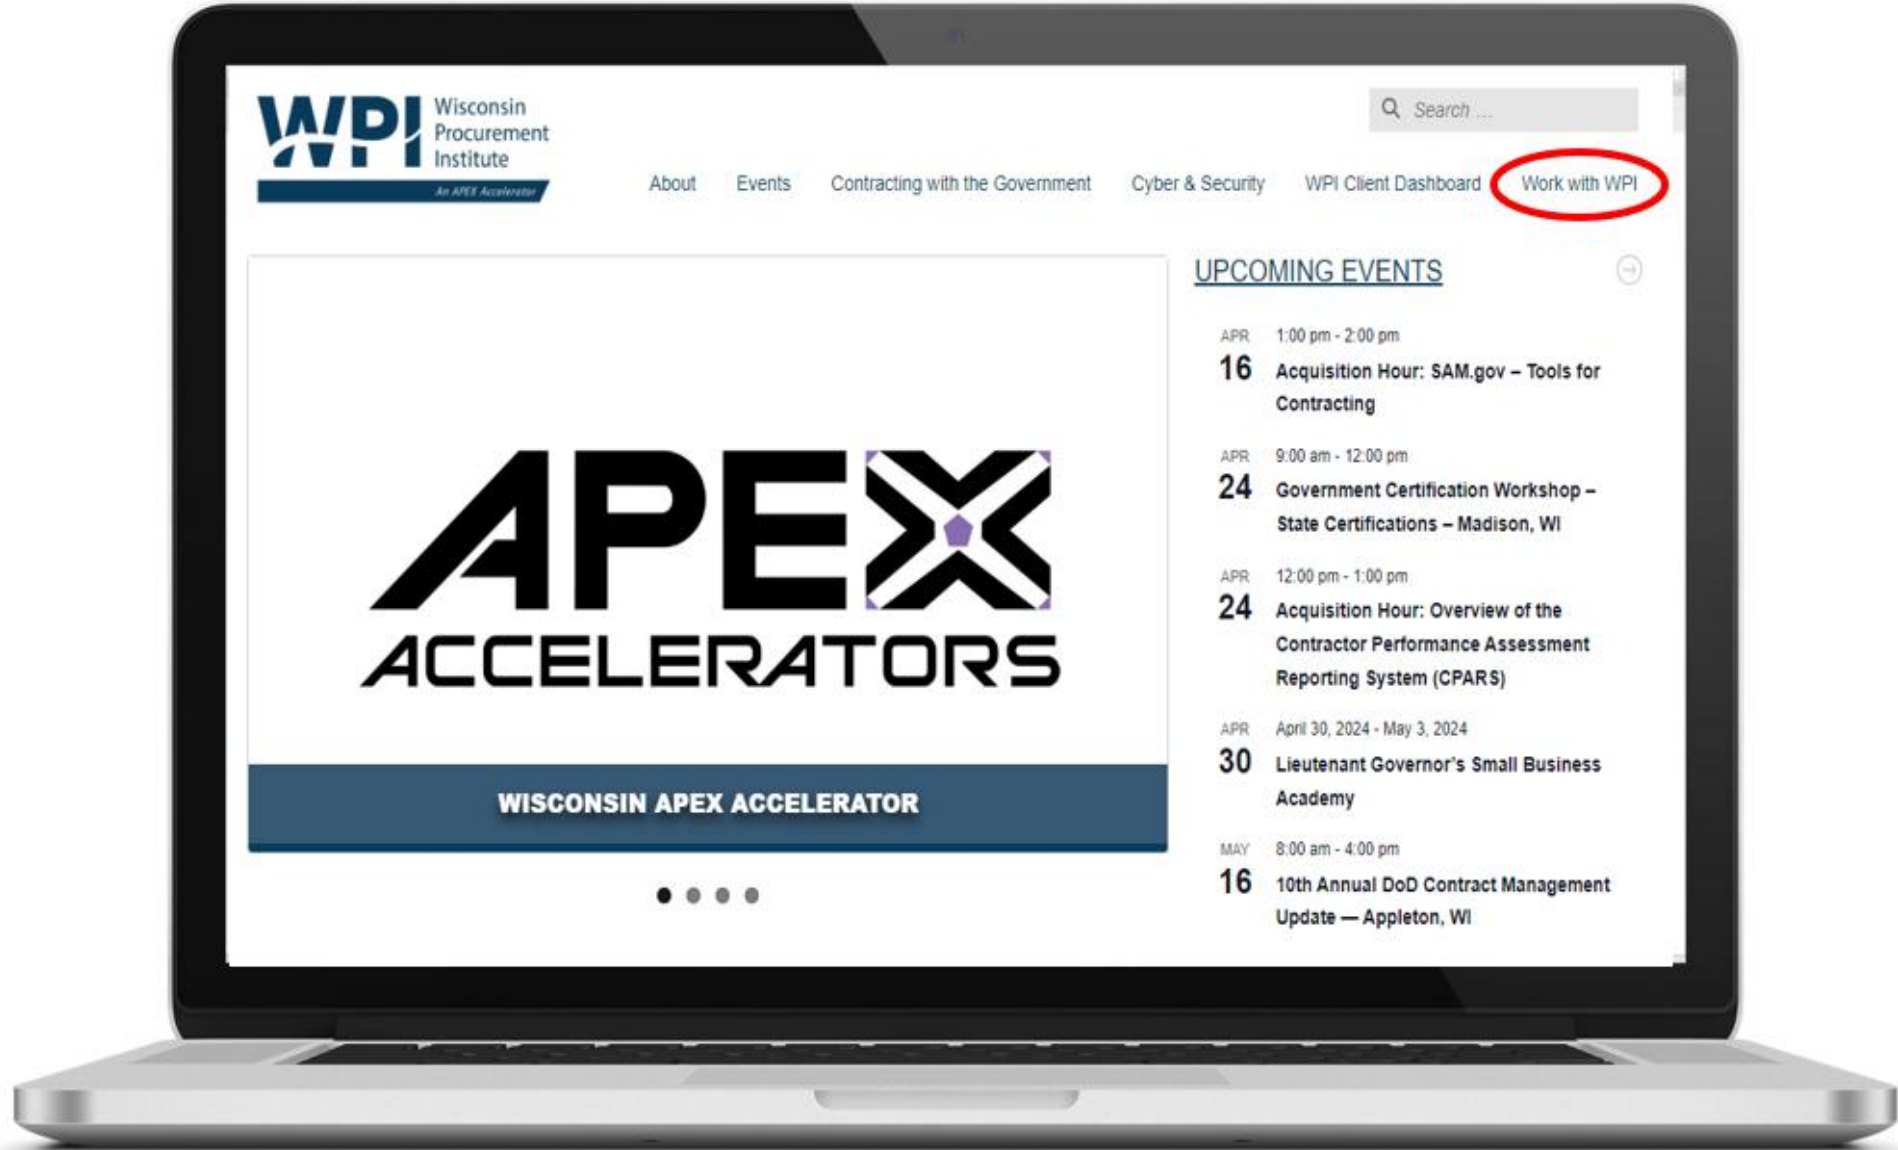 WPI
Wisconsin
Procurement
Institute
An APEX Accelerator
Search ...
About Events Contracting with the Government Cyber & Security WPI Client Dashboard Work with WPI
APEX
ACCELERATORS
WISCONSIN APEX ACCELERATOR
UPCOMING EVENTS
APR 1:00 pm - 2:00 pm
16 Acquisition Hour: SAM.gov – Tools for
Contracting
APR 9:00 am - 12:00 pm
24 Government Certification Workshop –
State Certifications – Madison, WI
APR 12:00 pm - 1:00 pm
24 Acquisition Hour: Overview of the
Contractor Performance Assessment
Reporting System (CPARS)
APR April 30, 2024 - May 3, 2024
30 Lieutenant Governor's Small Business
Academy
MAY 8:00 am - 4:00 pm
16 10th Annual DoD Contract Management
Update — Appleton, WI